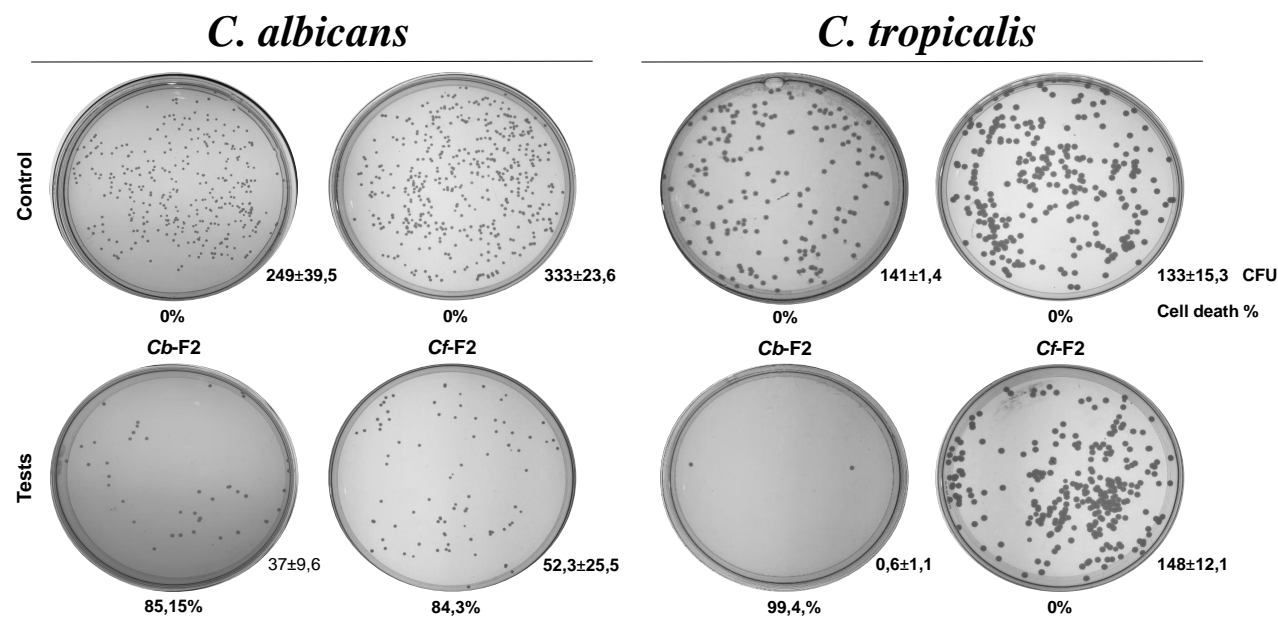 C. albicans C. tropicalis
Control
249±39,5 333±23,6 141±1,4 133±15,3 CFU
0% 0% 0% 0% Cell death %
Cb-F2 Cf-F2 Cb-F2 Cf-F2
Tests
37±9,6 52,3±25,5 0,6±1,1 148±12,1
85,15% 84,3% 99,4,% 0%